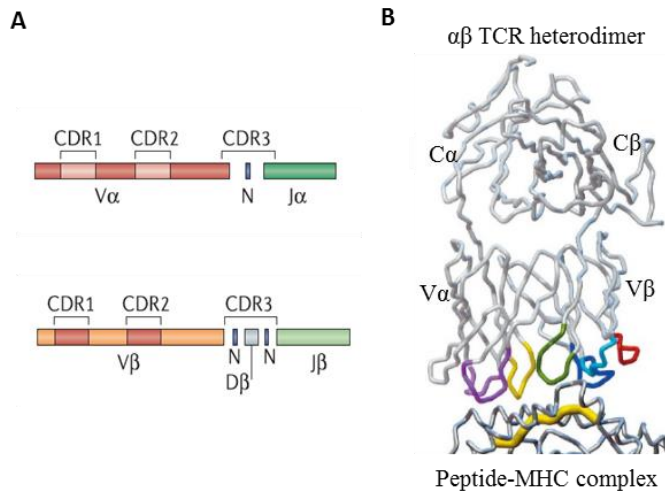 A
CDR1 CDR2 CDR3
Vα N Jα
CDR1 CDR2 CDR3
Vβ N N Jβ
Dβ
B
αβ TCR heterodimer
Cα Cβ
Vα Vβ
Peptide-MHC complex